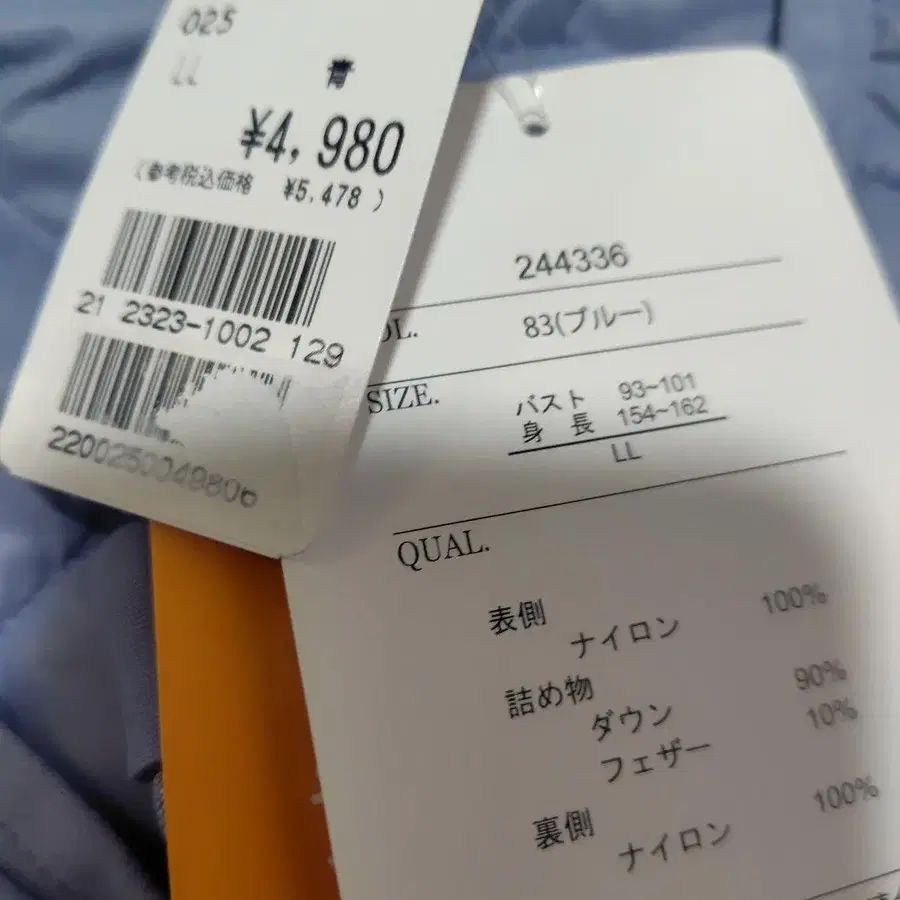 025
LL 青
¥4,980
(参考税込価格 ¥5,478 )
21 2323-1002 129
2200250049806
244336
OL. 83(ブルー)
SIZE. バスト 93~101
身 長 154~162
LL
QUAL.
表側
ナイロン 100%
詰め物
ダウン 90%
フェザー 10%
裏側
ナイロン 100%